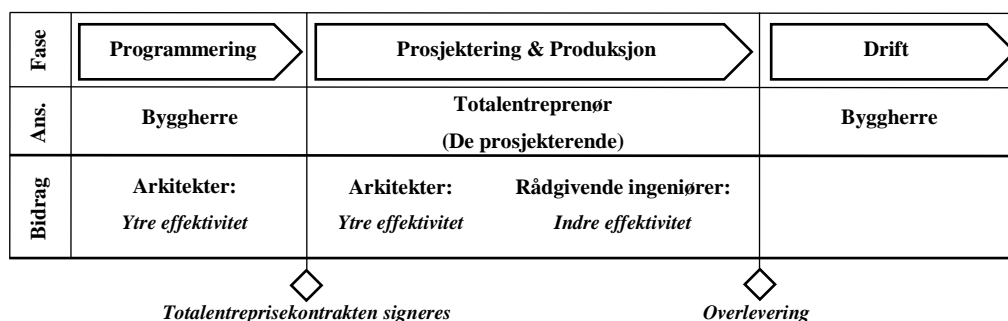 Fase
Programmering
Prosjektering & Produksjon
Drift
Ans.
Byggherre
Totalentreprenør
(De prosjekterende)
Byggherre
Bidrag
Arkitekter:
Ytre effektivitet
Arkitekter:
Ytre effektivitet
Rådgivende ingeniører:
Indre effektivitet
Totalentreprisekontrakten signeres
Overlevering